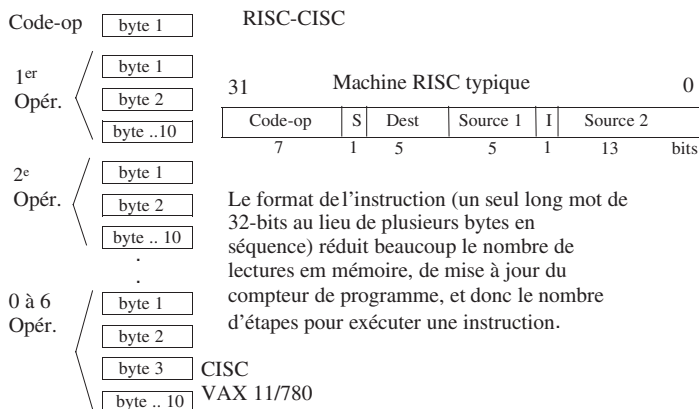 Code-op byte 1
RISC-CISC
1er
Opér.
byte 1
byte 2
byte ..10
2e
Opér.
byte 1
byte 2
byte .. 10
.
.
0 à 6
Opér.
byte 1
byte 2
byte 3
byte .. 10
CISC
VAX 11/780
31 Machine RISC typique 0
Code-op S Dest Source 1 I Source 2
7 1 5 5 1 13 bits
Le format de l'instruction (un seul long mot de
32-bits au lieu de plusieurs bytes en
séquence) réduit beaucoup le nombre de
lectures em mémoire, de mise à jour du
compteur de programme, et donc le nombre
d'étapes pour exécuter une instruction.